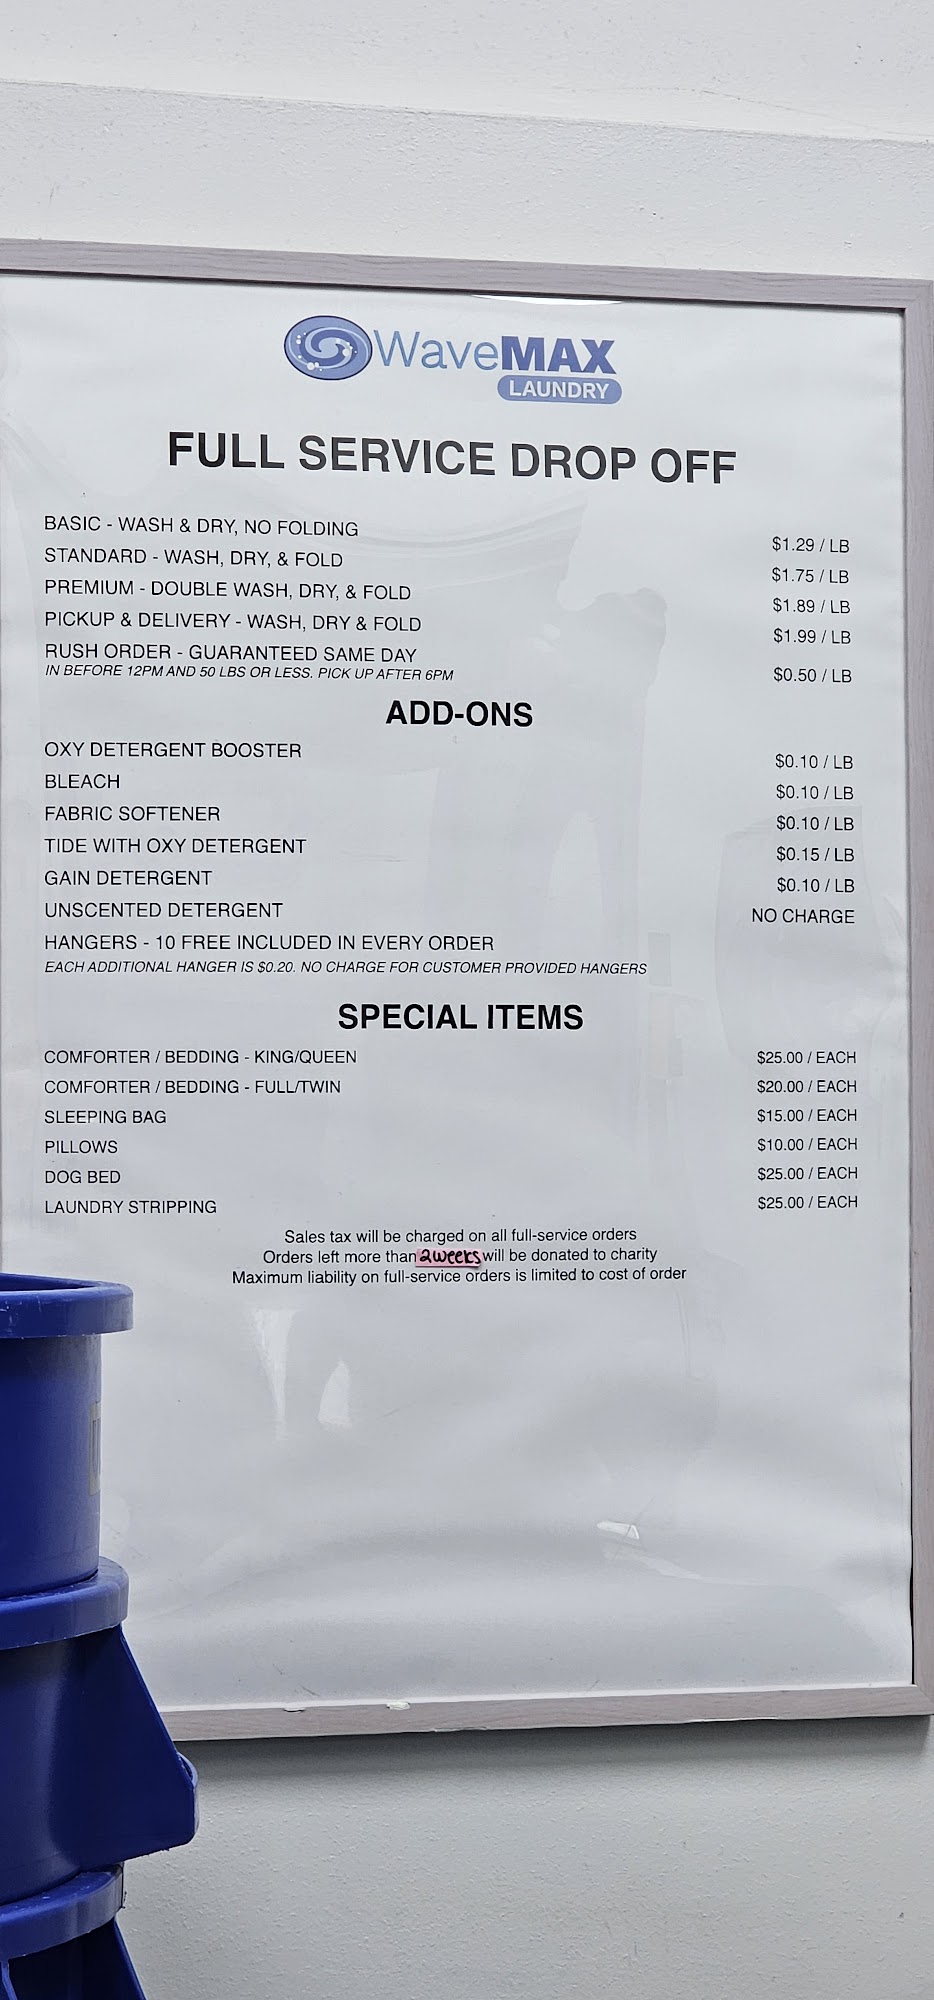 WaveMAX
LAUNDRY
FULL SERVICE DROP OFF
BASIC - WASH & DRY, NO FOLDING $1.29 / LB
STANDARD - WASH, DRY, & FOLD $1.75 / LB
PREMIUM - DOUBLE WASH, DRY, & FOLD $1.89 / LB
PICKUP & DELIVERY - WASH, DRY & FOLD $1.99 / LB
RUSH ORDER - GUARANTEED SAME DAY $0.50 / LB
IN BEFORE 12PM AND 50 LBS OR LESS. PICK UP AFTER 6PM
ADD-ONS
OXY DETERGENT BOOSTER $0.10 / LB
BLEACH $0.10 / LB
FABRIC SOFTENER $0.10 / LB
TIDE WITH OXY DETERGENT $0.15 / LB
GAIN DETERGENT $0.10 / LB
UNSCENTED DETERGENT NO CHARGE
HANGERS - 10 FREE INCLUDED IN EVERY ORDER
EACH ADDITIONAL HANGER IS $0.20. NO CHARGE FOR CUSTOMER PROVIDED HANGERS
SPECIAL ITEMS
COMFORTER / BEDDING - KING/QUEEN $25.00 / EACH
COMFORTER / BEDDING - FULL/TWIN $20.00 / EACH
SLEEPING BAG $15.00 / EACH
PILLOWS $10.00 / EACH
DOG BED $25.00 / EACH
LAUNDRY STRIPPING $25.00 / EACH
Sales tax will be charged on all full-service orders
Orders left more than 2 weeks will be donated to charity
Maximum liability on full-service orders is limited to cost of order